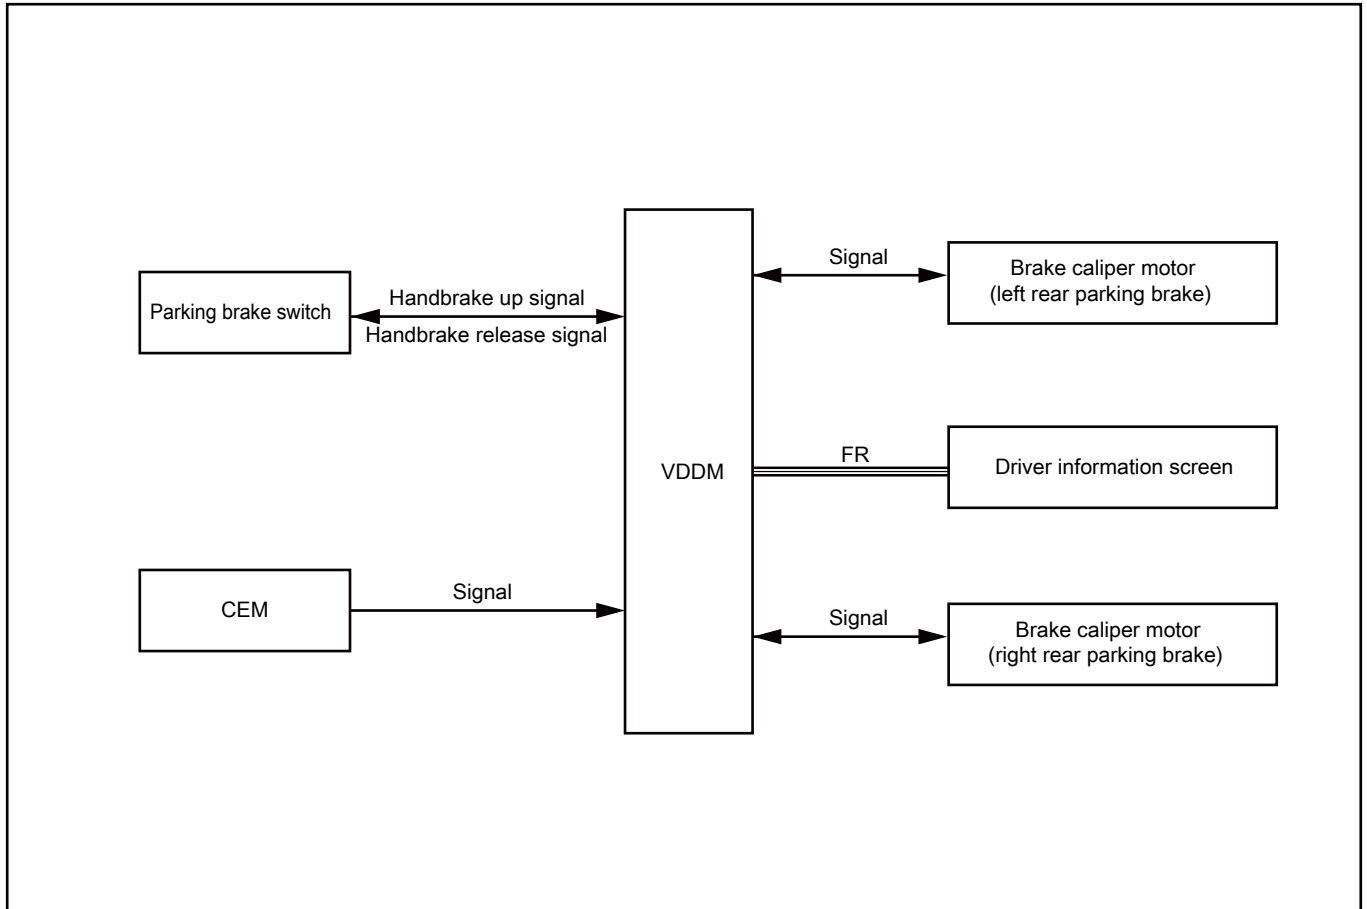 Parking brake switch
Handbrake up signal
Handbrake release signal
CEM
Signal
VDDM
Signal
Brake caliper motor
(left rear parking brake)
FR
Driver information screen
Signal
Brake caliper motor
(right rear parking brake)